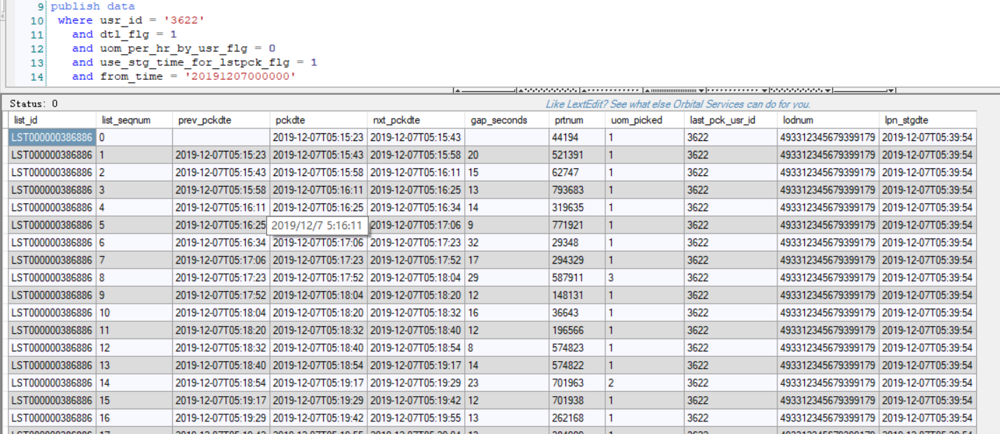 9 publish data
10 where usr_id = '3622'
11 and dtl_flg = 1
12 and uom_per_hr_by_usr_flg = 0
13 and use_stg_time_for_lstpck_flg = 1
14 and from_time = '20191207000000'
Status: 0 Like LextEdit? See what else Orbital Services can do for you.
list_id list_seqnum prev_pckdte pckdte nxt_pckdte gap_seconds prtnum uom_picked last_pck_usr_id lodnum lpn_stgdte
LST000000386886 0 2019-12-07T05:15:23 2019-12-07T05:15:43 44194 1 3622 493312345679399179 2019-12-07T05:39:54
LST000000386886 1 2019-12-07T05:15:23 2019-12-07T05:15:43 2019-12-07T05:15:58 20 521391 1 3622 493312345679399179 2019-12-07T05:39:54
LST000000386886 2 2019-12-07T05:15:43 2019-12-07T05:15:58 2019-12-07T05:16:11 15 62747 1 3622 493312345679399179 2019-12-07T05:39:54
LST000000386886 3 2019-12-07T05:15:58 2019-12-07T05:16:11 2019-12-07T05:16:25 13 793683 1 3622 493312345679399179 2019-12-07T05:39:54
LST000000386886 4 2019-12-07T05:16:11 2019-12-07T05:16:25 2019-12-07T05:16:34 14 319635 1 3622 493312345679399179 2019-12-07T05:39:54
LST000000386886 5 2019-12-07T05:16:25 2019/12/7 5:16:11 2019-12-07T05:17:06 9 771921 1 3622 493312345679399179 2019-12-07T05:39:54
LST000000386886 6 2019-12-07T05:16:34 2019-12-07T05:17:06 2019-12-07T05:17:23 32 29348 1 3622 493312345679399179 2019-12-07T05:39:54
LST000000386886 7 2019-12-07T05:17:06 2019-12-07T05:17:23 2019-12-07T05:17:52 17 294329 1 3622 493312345679399179 2019-12-07T05:39:54
LST000000386886 8 2019-12-07T05:17:23 2019-12-07T05:17:52 2019-12-07T05:18:04 29 587911 3 3622 493312345679399179 2019-12-07T05:39:54
LST000000386886 9 2019-12-07T05:17:52 2019-12-07T05:18:04 2019-12-07T05:18:20 12 148131 1 3622 493312345679399179 2019-12-07T05:39:54
LST000000386886 10 2019-12-07T05:18:04 2019-12-07T05:18:20 2019-12-07T05:18:32 16 36643 1 3622 493312345679399179 2019-12-07T05:39:54
LST000000386886 11 2019-12-07T05:18:20 2019-12-07T05:18:32 2019-12-07T05:18:40 12 196566 1 3622 493312345679399179 2019-12-07T05:39:54
LST000000386886 12 2019-12-07T05:18:32 2019-12-07T05:18:40 2019-12-07T05:18:54 8 574823 1 3622 493312345679399179 2019-12-07T05:39:54
LST000000386886 13 2019-12-07T05:18:40 2019-12-07T05:18:54 2019-12-07T05:19:17 14 574822 1 3622 493312345679399179 2019-12-07T05:39:54
LST000000386886 14 2019-12-07T05:18:54 2019-12-07T05:19:17 2019-12-07T05:19:29 23 701963 2 3622 493312345679399179 2019-12-07T05:39:54
LST000000386886 15 2019-12-07T05:19:17 2019-12-07T05:19:29 2019-12-07T05:19:42 12 701938 1 3622 493312345679399179 2019-12-07T05:39:54
LST000000386886 16 2019-12-07T05:19:29 2019-12-07T05:19:42 2019-12-07T05:19:55 13 262168 1 3622 493312345679399179 2019-12-07T05:39:54